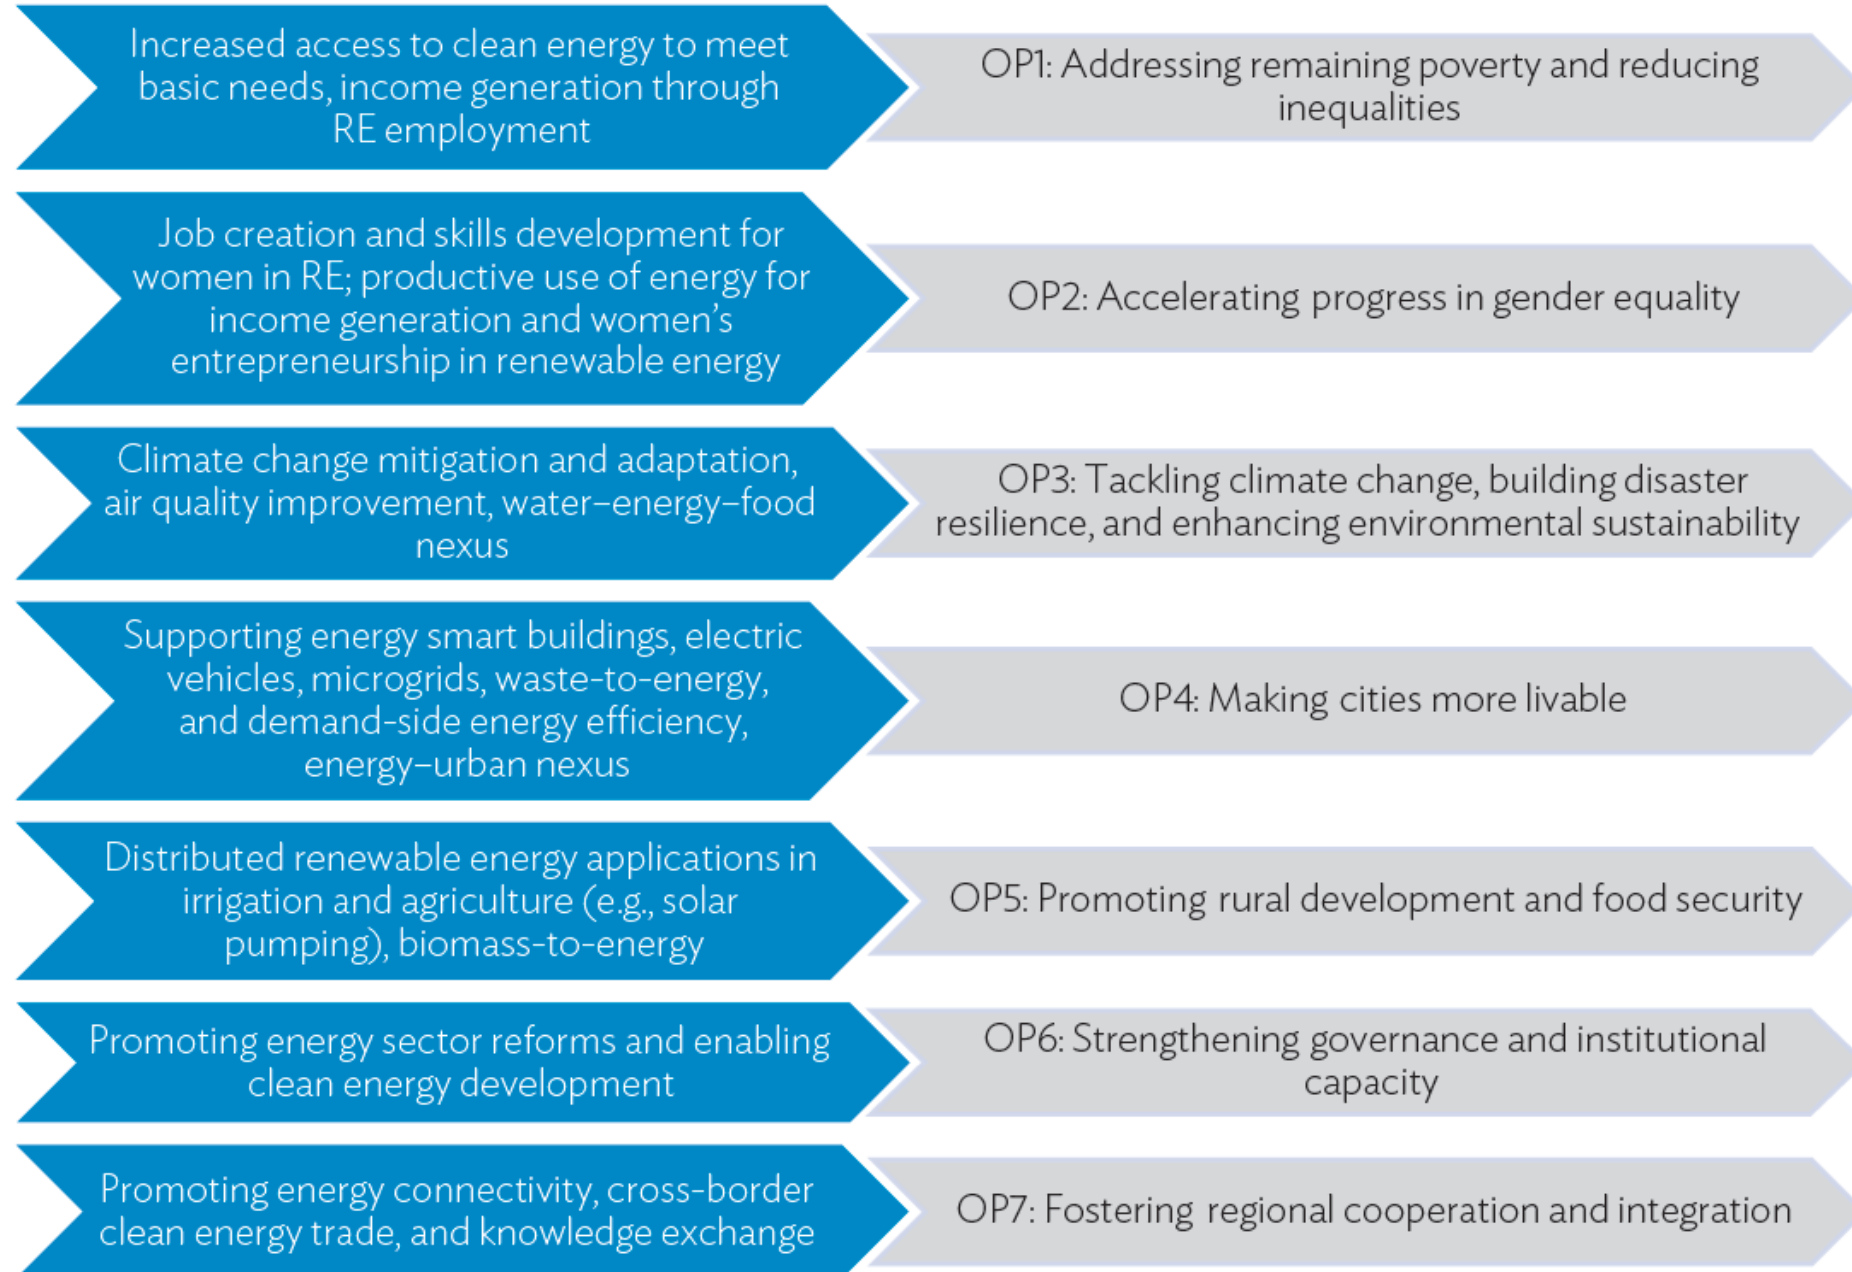 Increased access to clean energy to meet
basic needs, income generation through
RE employment
OP1: Addressing remaining poverty and reducing
inequalities
Job creation and skills development for
women in RE; productive use of energy for
income generation and women's
entrepreneurship in renewable energy
OP2: Accelerating progress in gender equality
Climate change mitigation and adaptation,
air quality improvement, water–energy–food
nexus
OP3: Tackling climate change, building disaster
resilience, and enhancing environmental sustainability
Supporting energy smart buildings, electric
vehicles, microgrids, waste-to-energy,
and demand-side energy efficiency,
energy–urban nexus
OP4: Making cities more livable
Distributed renewable energy applications in
irrigation and agriculture (e.g., solar
pumping), biomass-to-energy
OP5: Promoting rural development and food security
Promoting energy sector reforms and enabling
clean energy development
OP6: Strengthening governance and institutional
capacity
Promoting energy connectivity, cross-border
clean energy trade, and knowledge exchange
OP7: Fostering regional cooperation and integration